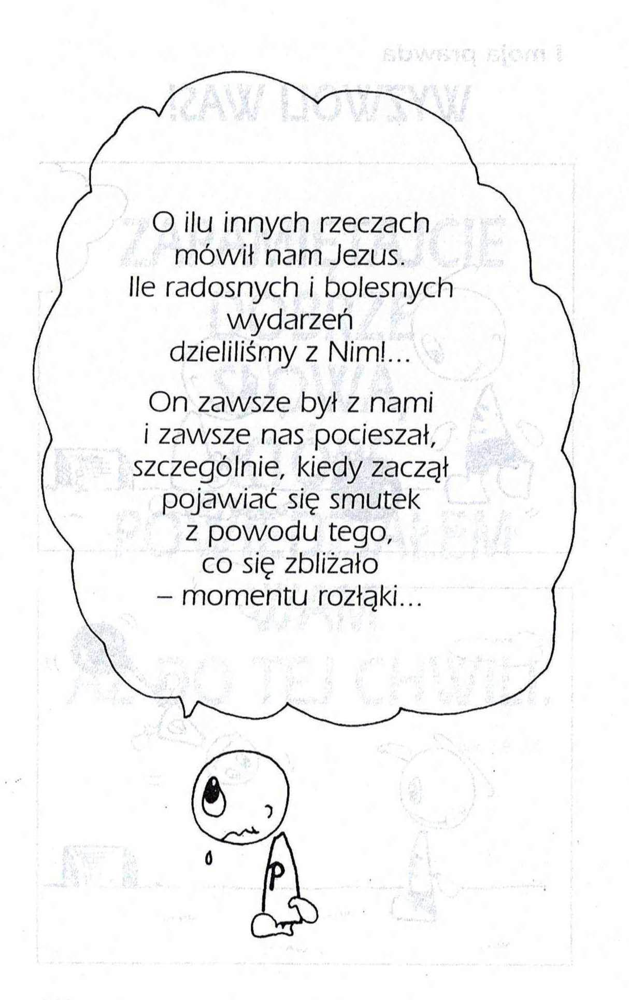 O ilu innych rzeczach
mówił nam Jezus.
Ile radosnych i bolesnych
wydarzeń
dzieliliśmy z Nim!...
On zawsze był z nami
i zawsze nas pocieszał,
szczególnie, kiedy zaczął
pojawiać się smutek
z powodu tego,
co się zbliżało
– momentu rozłąki...
P